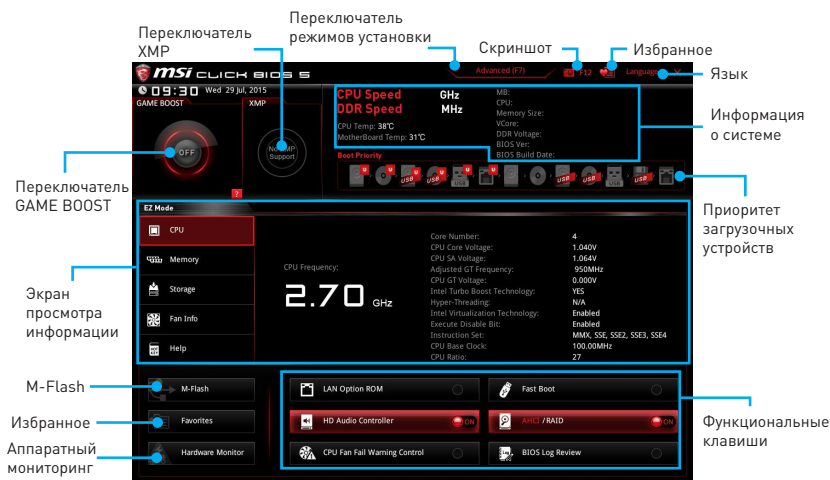 Переключатель
режимов установки
Переключатель
XMP
Скриншот
Избранное
Язык
msi CLICK BIOS 5
Advanced (F7)
F12
Language
X
09:30 Wed 29 Jul, 2015
GAME BOOST
XMP
OFF
No XMP
Support
CPU Speed GHz
DDR Speed MHz
CPU Temp: 38°C
MotherBoard Temp: 31°C
MB:
CPU:
Memory Size:
VCore:
DDR Voltage:
BIOS Ver:
BIOS Build Date:
Boot Priority
U U USB U USB U USB U U USB USB USB USB
?
Информация
о системе
Переключатель
GAME BOOST
Приоритет
загрузочных
устройств
EZ Mode
CPU
Memory
Storage
Fan Info
Help
CPU Frequency:
2.70 GHz
Core Number: 4
CPU Core Voltage: 1.040V
CPU SA Voltage: 1.064V
Adjusted GT Frequency: 950MHz
CPU GT Voltage: 0.000V
Intel Turbo Boost Technology: YES
Hyper-Threading: N/A
Intel Virtualization Technology: Enabled
Execute Disable Bit: Enabled
Instruction Set: MMX, SSE, SSE2, SSE3, SSE4
CPU Base Clock: 100.00MHz
CPU Ratio: 27
Экран
просмотра
информации
M-Flash
Избранное
Аппаратный
мониторинг
M-Flash
Favorites
Hardware Monitor
LAN Option ROM
Fast Boot
HD Audio Controller ON
AHCI /RAID ON
CPU Fan Fail Warning Control
BIOS Log Review
Функциональные
клавиши